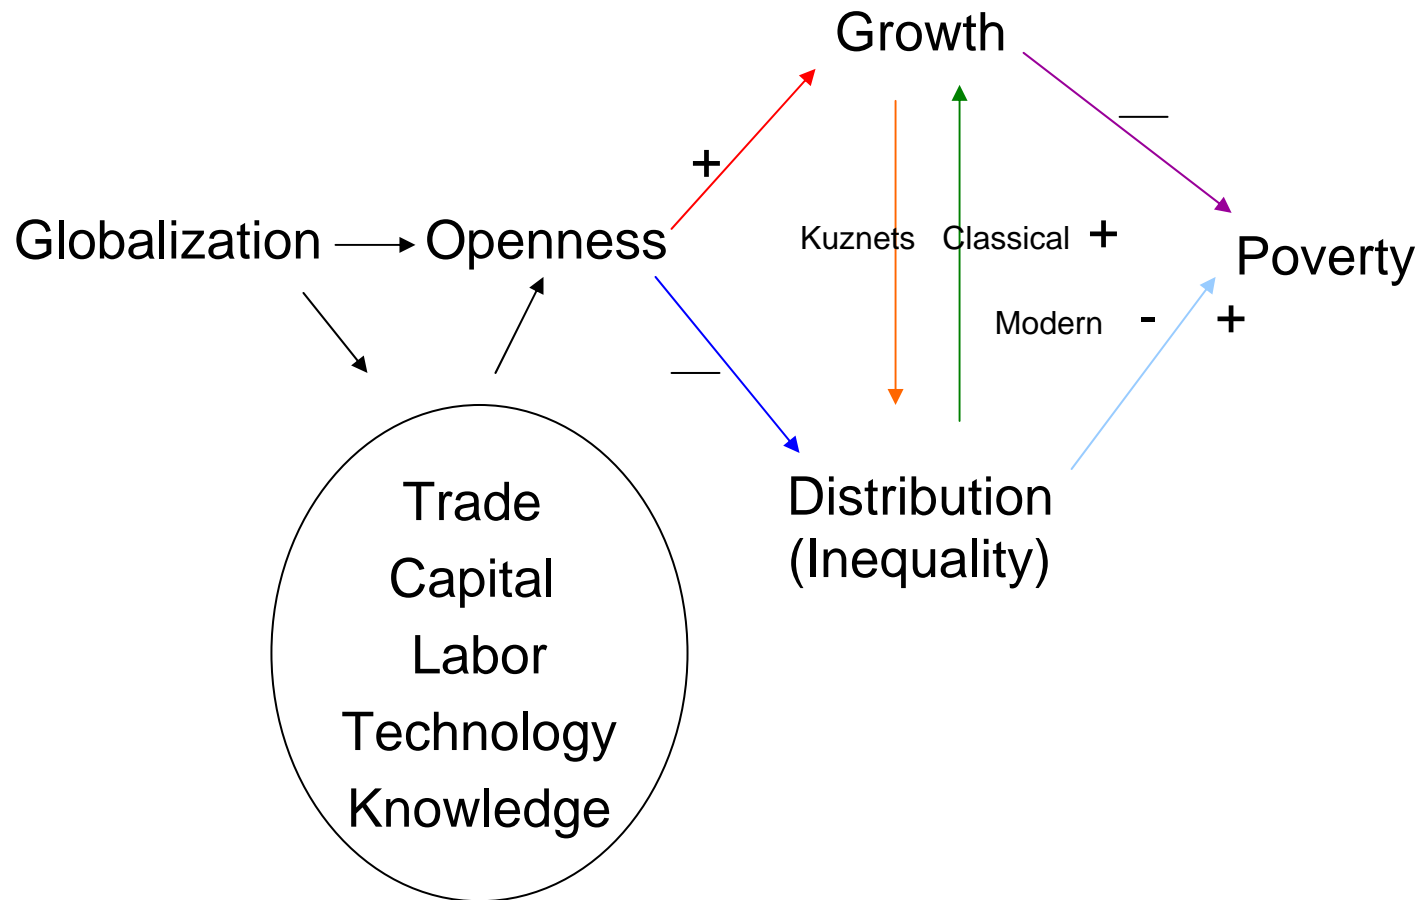 Growth
+
—
Globalization
Openness
Kuznets
Classical +
Poverty
Modern - +
—
Distribution
(Inequality)
Trade
Capital
Labor
Technology
Knowledge